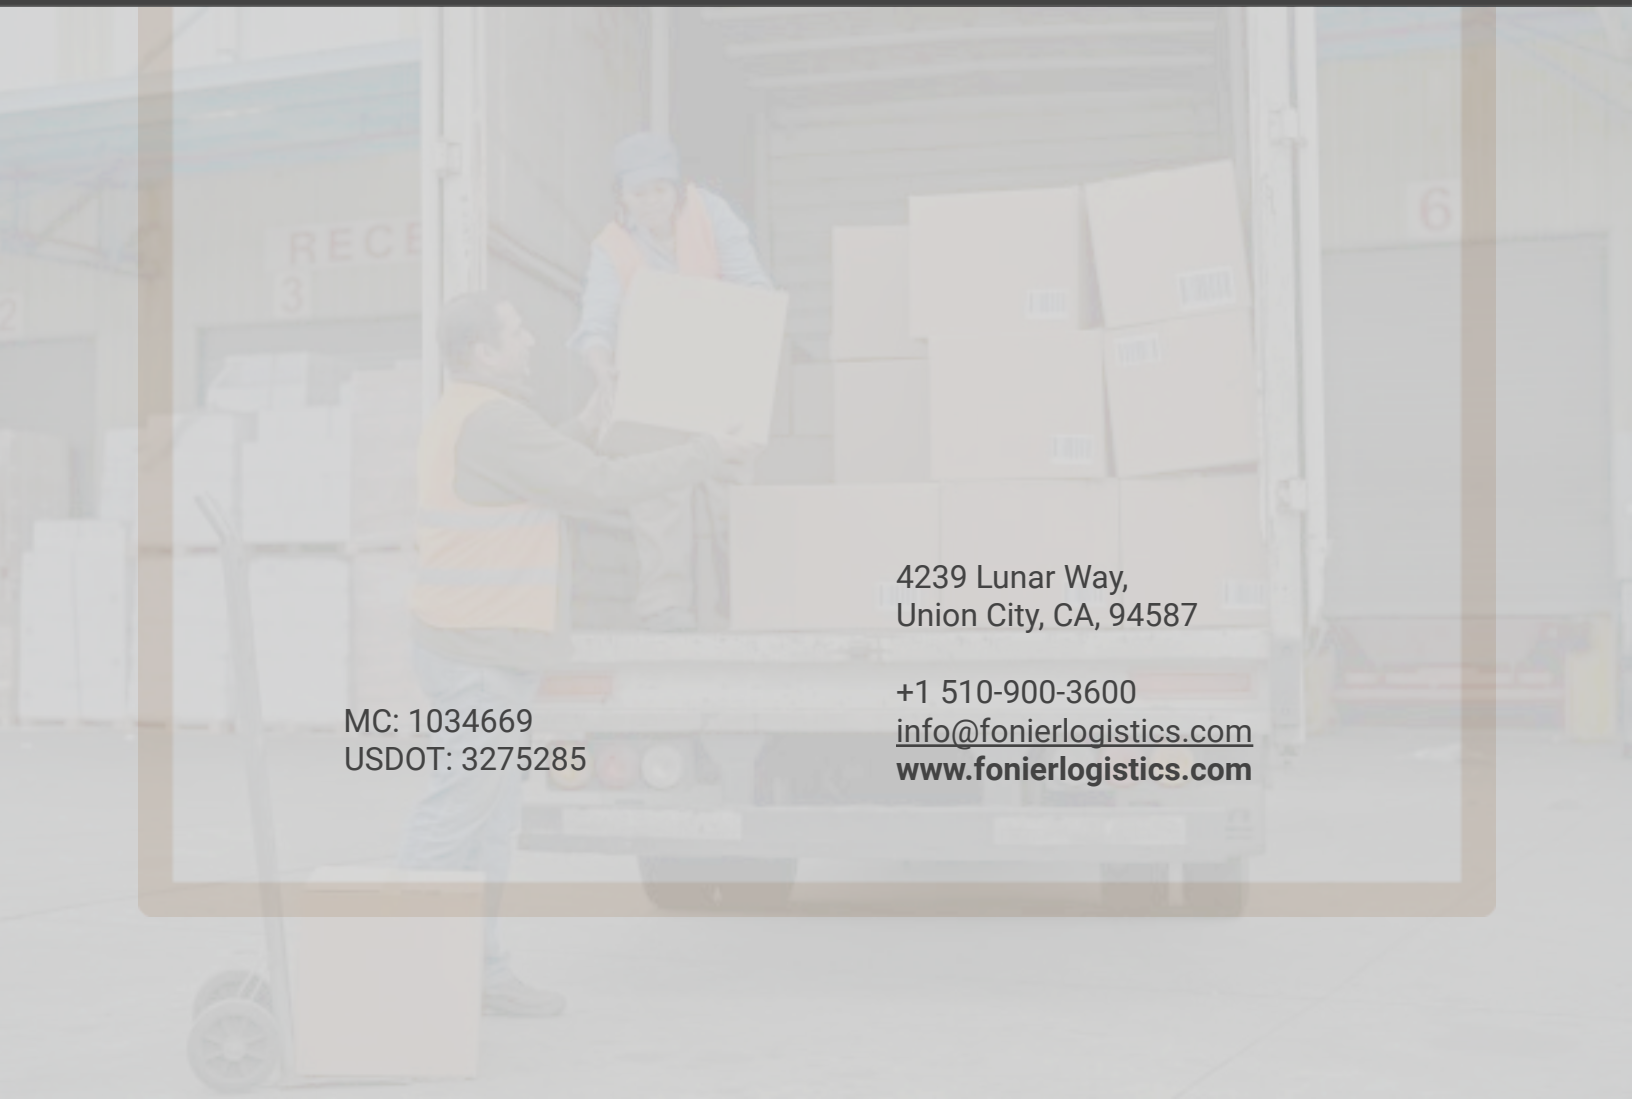 RECE
3
2
6
4239 Lunar Way,
Union City, CA, 94587
+1 510-900-3600
info@fonierlogistics.com
www.fonierlogistics.com
MC: 1034669
USDOT: 3275285